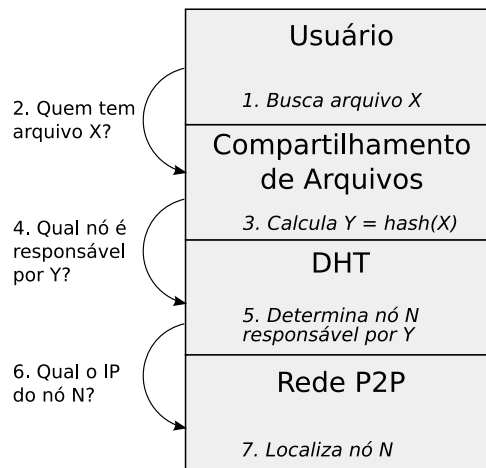 Usuário
1. Busca arquivo X
2. Quem tem
arquivo X?
Compartilhamento
de Arquivos
3. Calcula Y = hash(X)
4. Qual nó é
responsável
por Y?
DHT
5. Determina nó N
responsável por Y
6. Qual o IP
do nó N?
Rede P2P
7. Localiza nó N